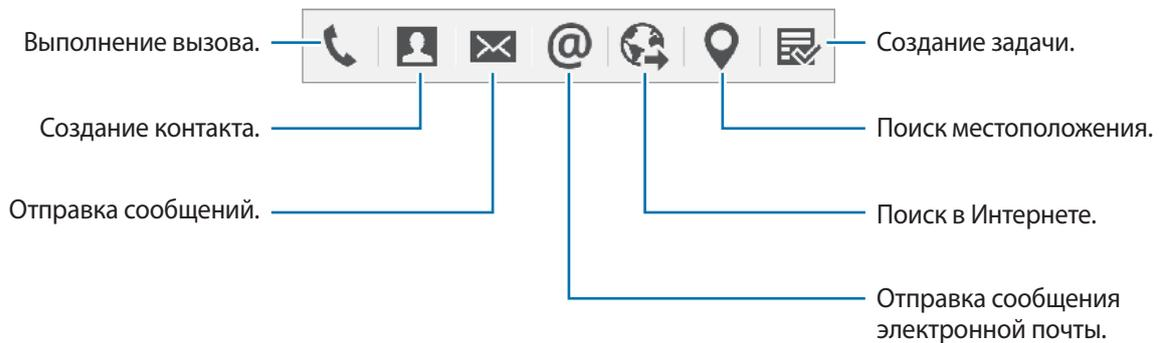 Выполнение вызова.
Создание контакта.
Отправка сообщений.
Создание задачи.
Поиск местоположения.
Поиск в Интернете.
Отправка сообщения
электронной почты.